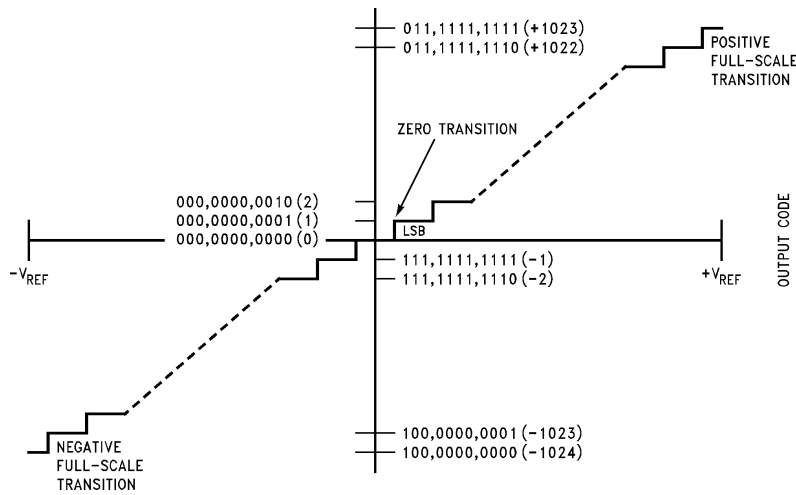 011,1111,1111 (+1023)
011,1111,1110 (+1022)
POSITIVE
FULL-SCALE
TRANSITION
ZERO TRANSITION
000,0000,0010 (2)
000,0000,0001 (1)
000,0000,0000 (0)
LSB
111,1111,1111 (-1)
111,1111,1110 (-2)
-VREF
+VREF
OUTPUT CODE
100,0000,0001 (-1023)
100,0000,0000 (-1024)
NEGATIVE
FULL-SCALE
TRANSITION